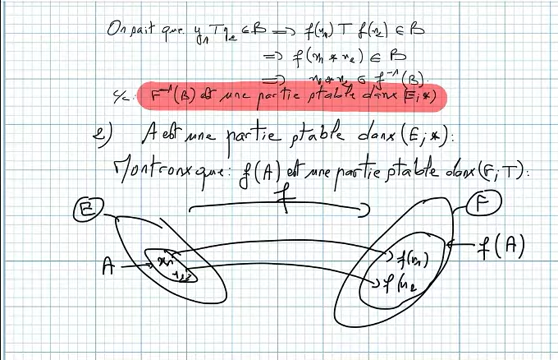 On sait que y₁ T y₂ ∈ B ⟹ f(x₁) T f(x₂) ∈ B
⟹ f(x₁ * x₂) ∈ B
⟹ x₁ * x₂ ∈ f⁻¹(B)
c/c: F⁻¹(B) est une partie stable dans (E, *)
2) A est une partie stable dans (E, *):
Montrons que: f(A) est une partie stable dans (F, T):
f
E
F
A
x₁
x₂
f(x₁)
f(x₂
f(A)